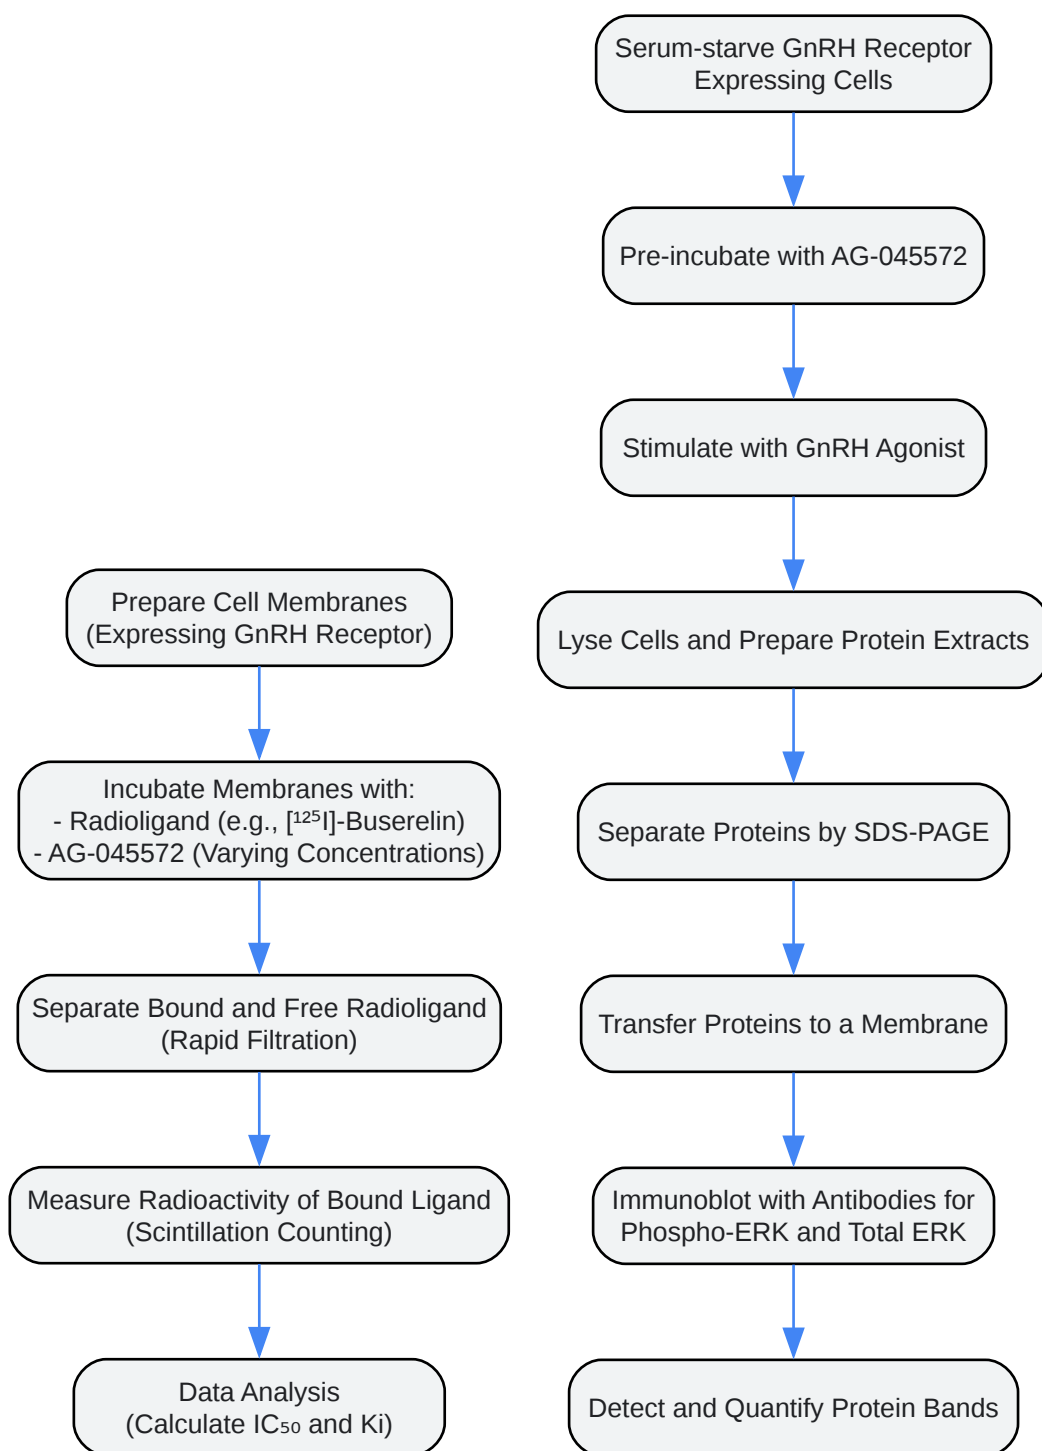 Serum-starve GnRH Receptor
Expressing Cells
Pre-incubate with AG-045572
Stimulate with GnRH Agonist
Lyse Cells and Prepare Protein Extracts
Separate Proteins by SDS-PAGE
Transfer Proteins to a Membrane
Immunoblot with Antibodies for
Phospho-ERK and Total ERK
Detect and Quantify Protein Bands
Prepare Cell Membranes
(Expressing GnRH Receptor)
Incubate Membranes with:
- Radioligand (e.g., [¹²⁵I]-Buserelin)
- AG-045572 (Varying Concentrations)
Separate Bound and Free Radioligand
(Rapid Filtration)
Measure Radioactivity of Bound Ligand
(Scintillation Counting)
Data Analysis
(Calculate IC₅₀ and Ki)